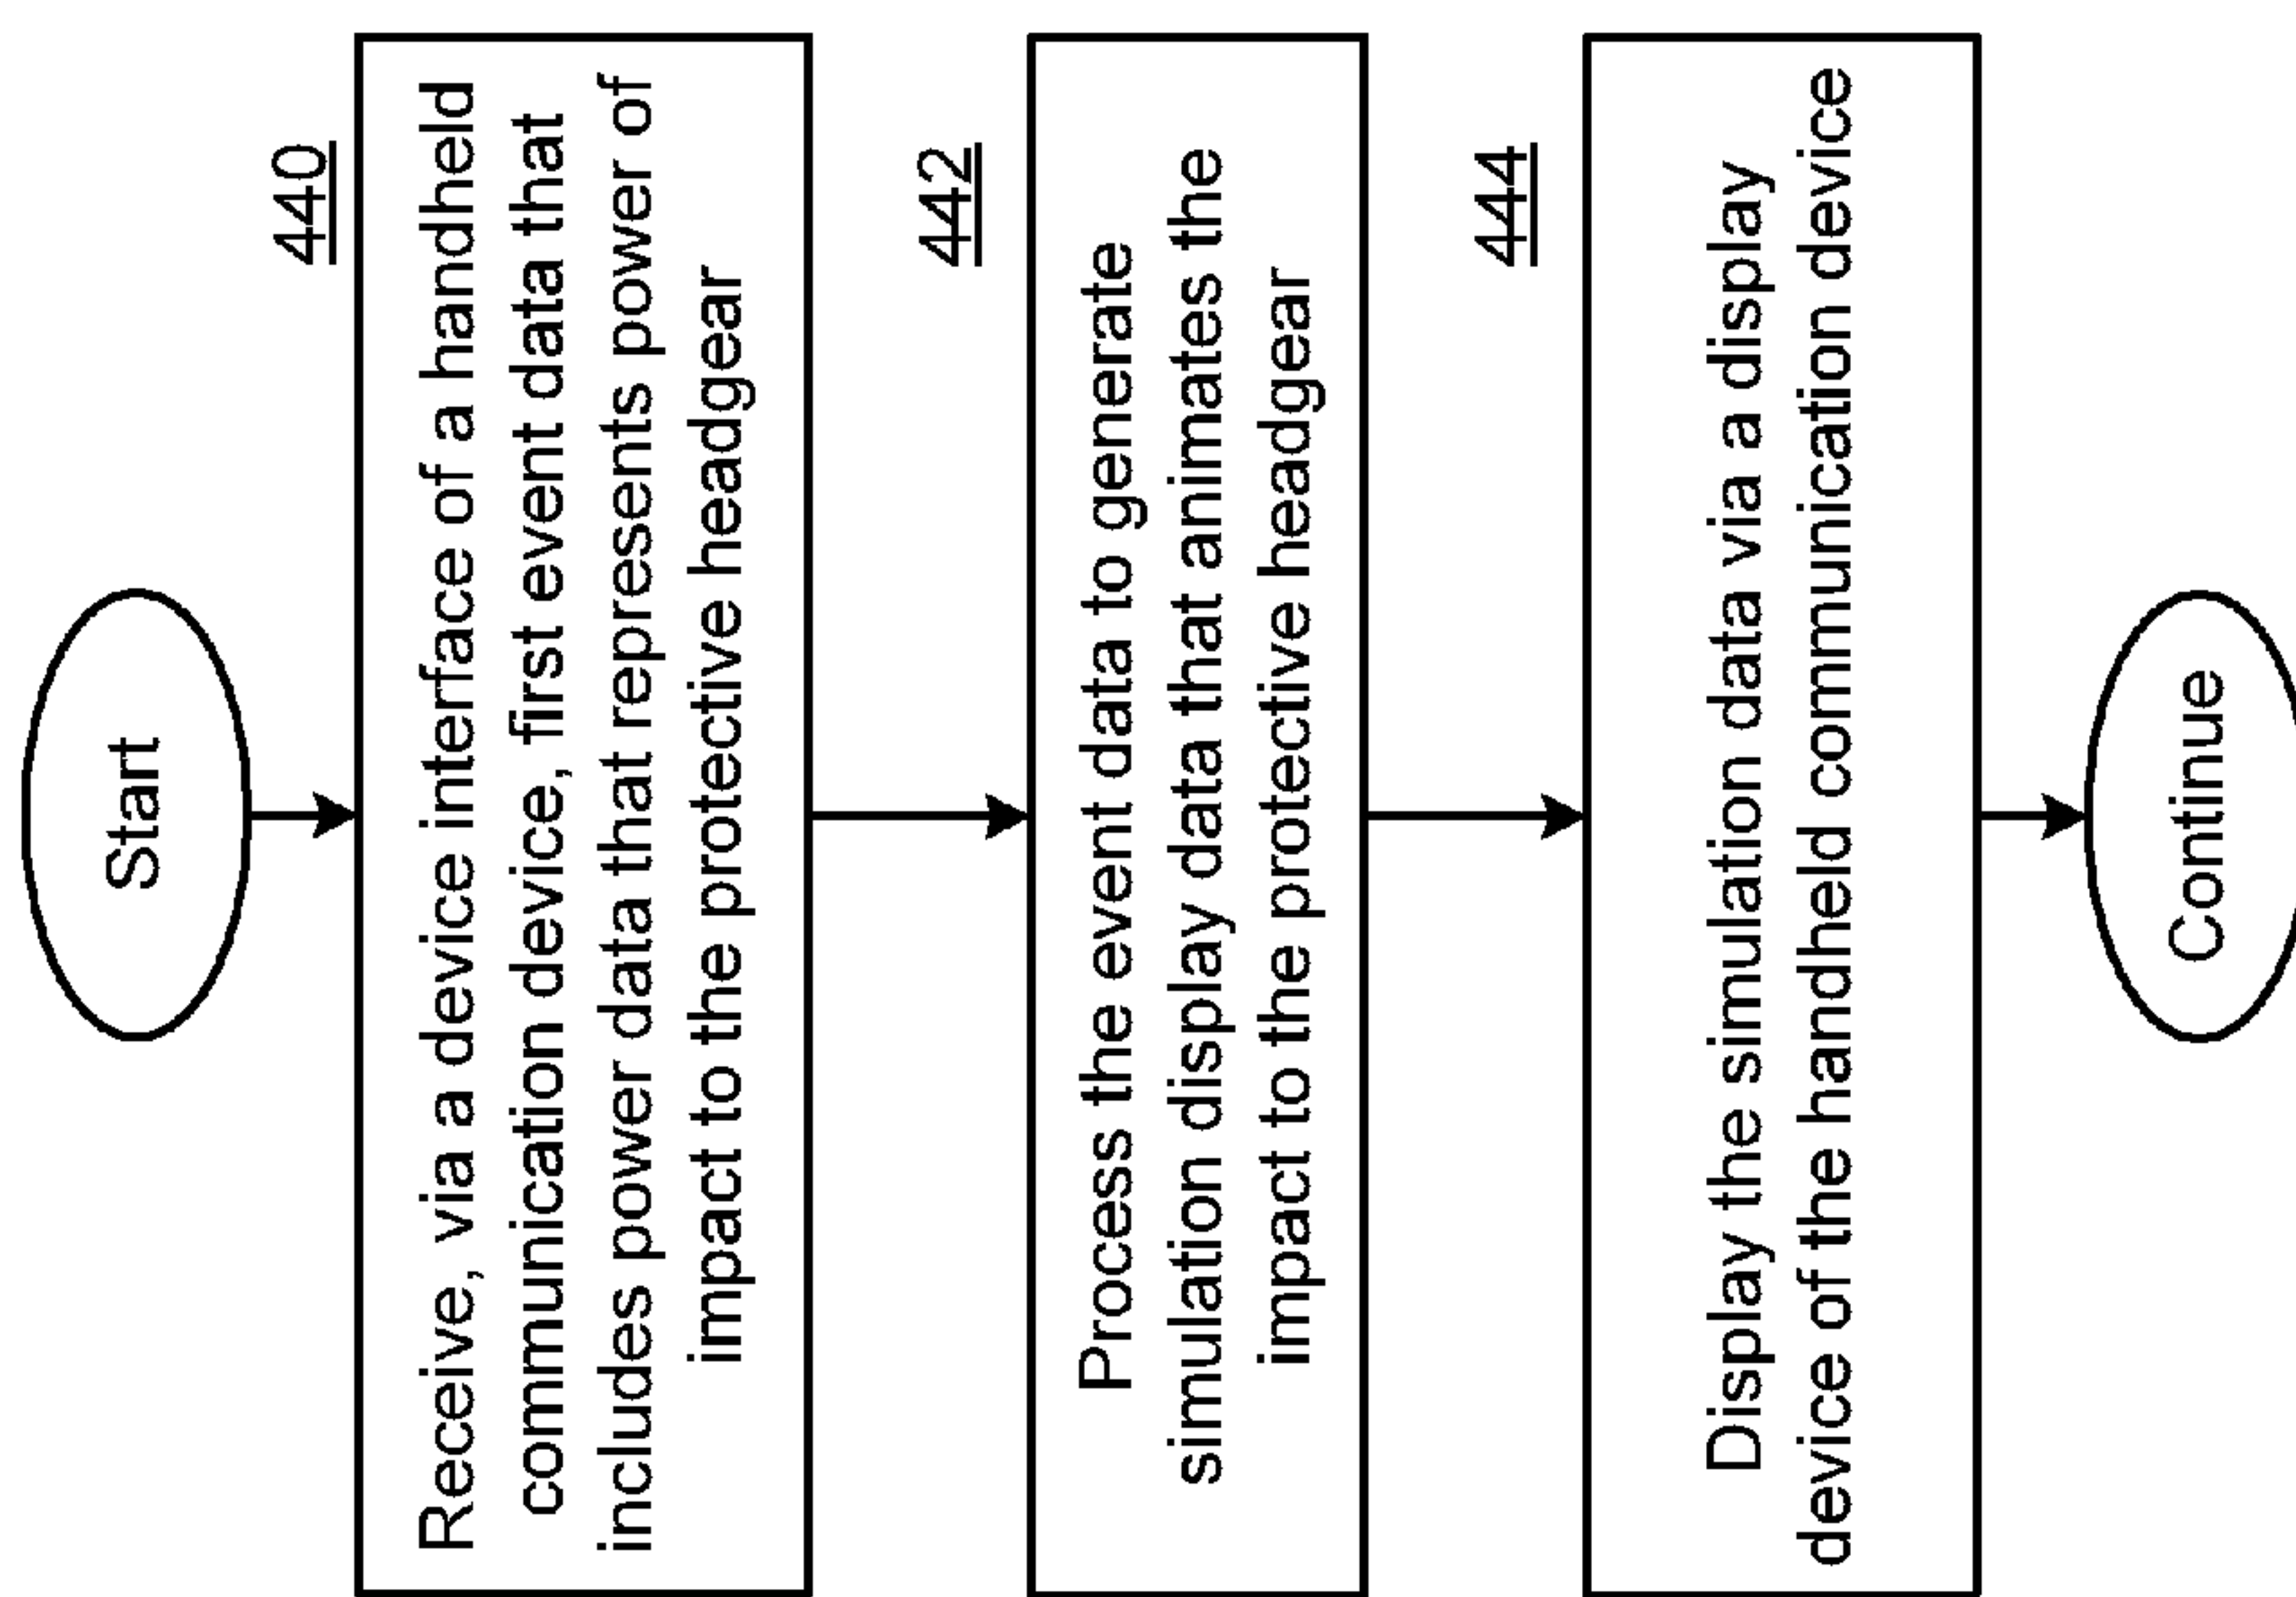 Start
440
Receive, via a device interface of a handheld
communication device, first event data that
includes power data that represents power of
impact to the protective headgear
442
Process the event data to generate
simulation display data that animates the
impact to the protective headgear
444
Display the simulation data via a display
device of the handheld communication device
Continue